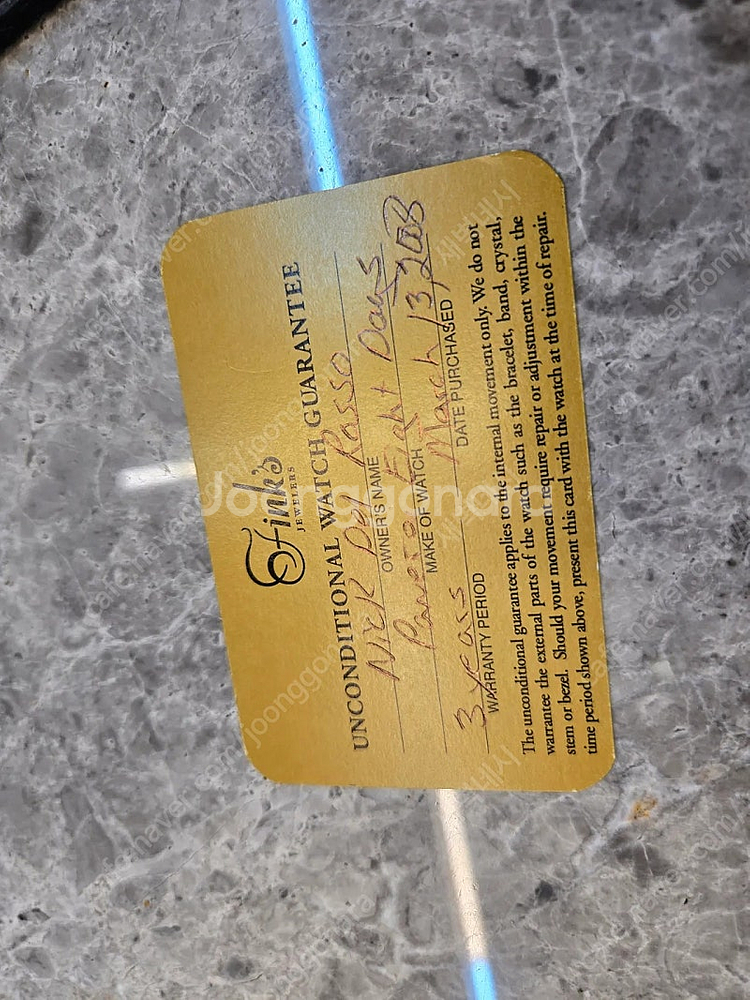 Fink's
JEWELERS
UNCONDITIONAL WATCH GUARANTEE
Nick Del Rosso
OWNER'S NAME
Panero Eight Days
MAKE OF WATCH
3 years March 13, 2008
WARRANTY PERIOD DATE PURCHASED
The unconditional guarantee applies to the internal movement only. We do not
warrantee the external parts of the watch such as the bracelet, band, crystal,
stem or bezel. Should your movement require repair or adjustment within the
time period shown above, present this card with the watch at the time of repair.
Joonggonara